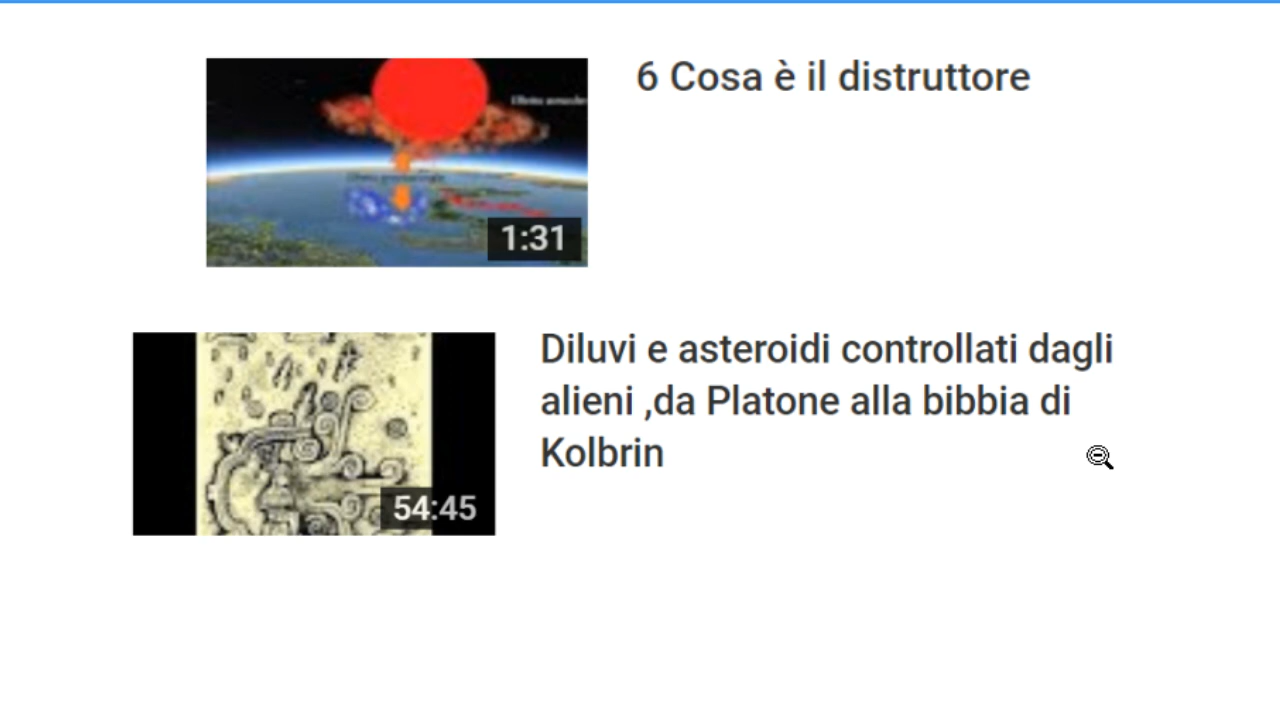 6 Cosa è il distruttore
1:31
Diluvi e asteroidi controllati dagli
alieni ,da Platone alla bibbia di
Kolbrin
54:45